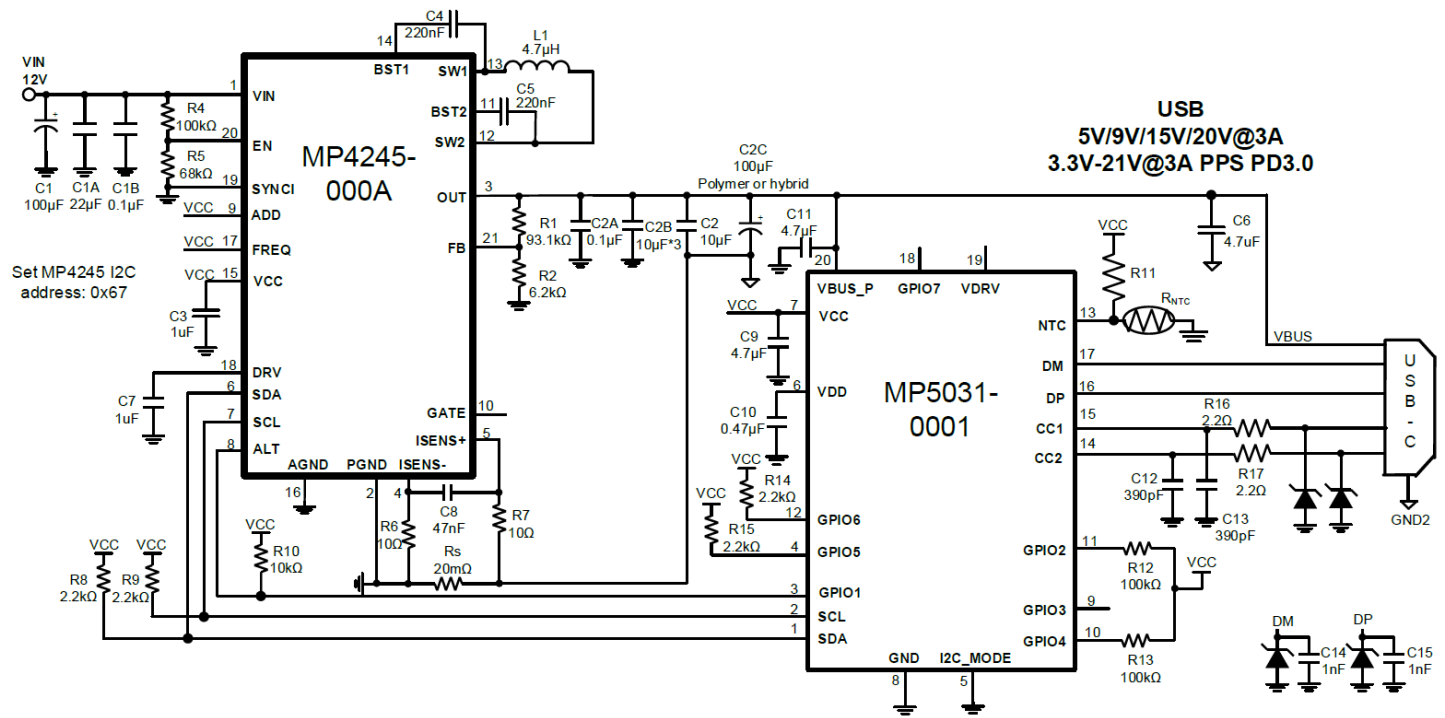 C4
220nF
14
BST1
L1
4.7µH
SW1
13
VIN
12V
1
VIN
R4
100kΩ
20
EN
R5
68kΩ
19
SYNCI
C1
100µF
C1A
22µF
C1B
0.1µF
MP4245-
000A
C5
220nF
BST2
11
SW2
12
VCC
9
ADD
VCC
17
FREQ
VCC
15
VCC
Set MP4245 I2C
address: 0x67
C3
1uF
OUT
3
FB
21
R1
93.1kΩ
R2
6.2kΩ
C2A
0.1µF
C2B
10µF*3
C2
10µF
C2C
100µF
Polymer or hybrid
C11
4.7µF
USB
5V/9V/15V/20V@3A
3.3V-21V@3A PPS PD3.0
C6
4.7uF
18
DRV
6
SDA
7
SCL
8
ALT
C7
1uF
GATE
10
ISENS+
5
AGND
PGND
ISENS-
16
2
4
C8
47nF
R6
10Ω
R7
10Ω
Rs
20mΩ
VCC
R10
10kΩ
VCC
VCC
R8
2.2kΩ
R9
2.2kΩ
20
18
19
VBUS_P
GPIO7
VDRV
VCC
7
VCC
C9
4.7µF
6
VDD
C10
0.47µF
MP5031-
0001
VCC
R14
2.2kΩ
12
GPIO6
VCC
R15
2.2kΩ
4
GPIO5
3
GPIO1
2
SCL
1
SDA
GND
I2C_MODE
8
5
VCC
R11
RNTC
NTC
13
VBUS
DM
17
DP
16
CC1
15
CC2
14
R16
2.2Ω
R17
2.2Ω
C12
390pF
C13
390pF
USB-C
GND2
GPIO2
11
R12
100kΩ
VCC
GPIO3
9
GPIO4
10
R13
100kΩ
DM
C14
1nF
DP
C15
1nF